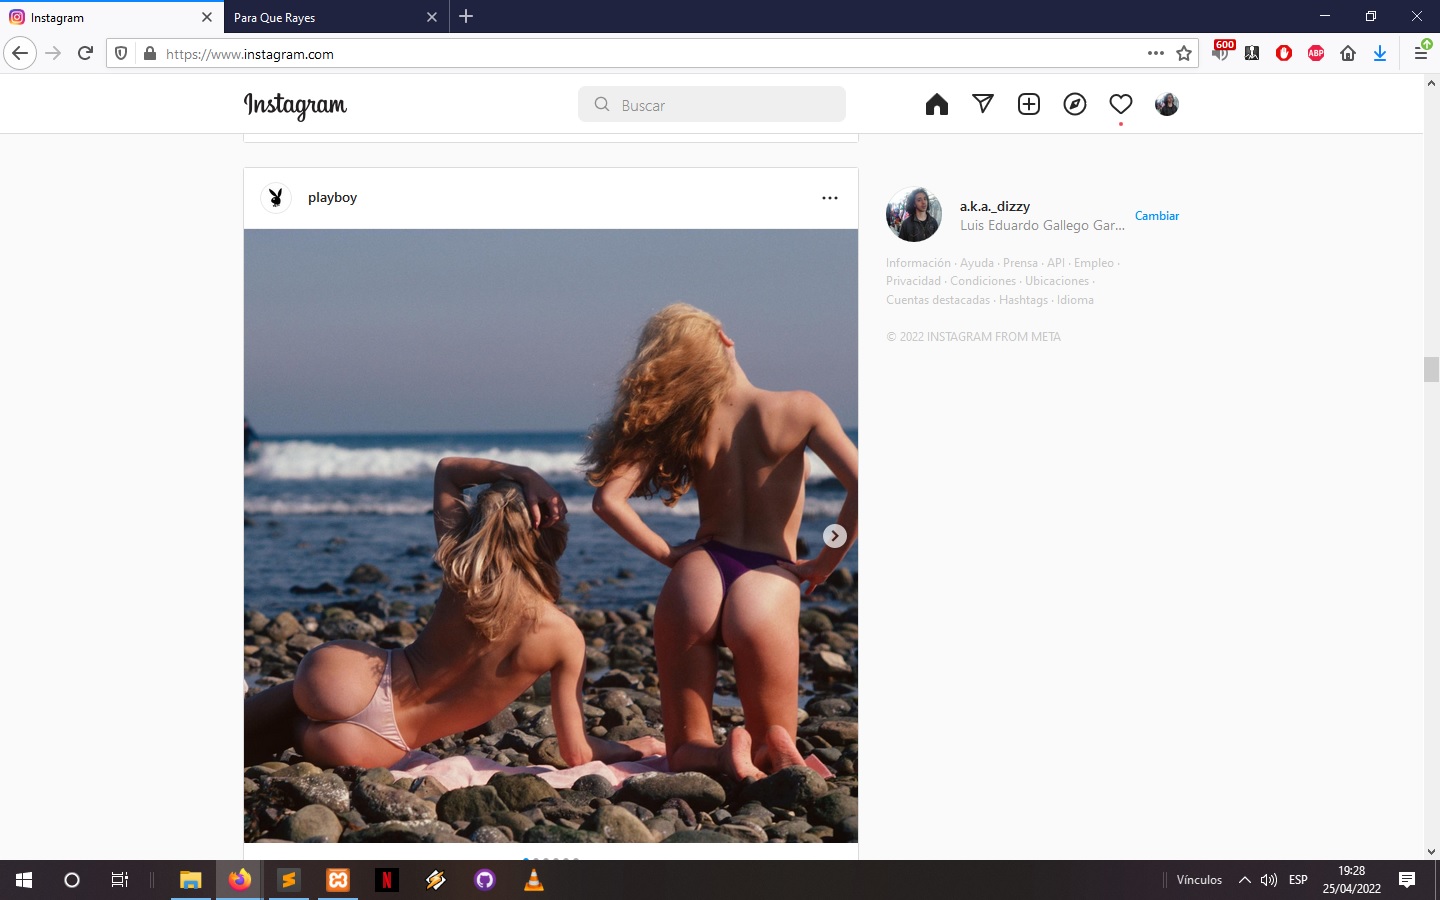 Instagram
Para Que Rayes
https://www.instagram.com
600
ABP
Instagram
Buscar
playboy
a.k.a._dizzy
Luis Eduardo Gallego Gar...
Cambiar
Información · Ayuda · Prensa · API · Empleo ·
Privacidad · Condiciones · Ubicaciones ·
Cuentas destacadas · Hashtags · Idioma
© 2022 INSTAGRAM FROM META
N
Vínculos
ESP
19:28
25/04/2022